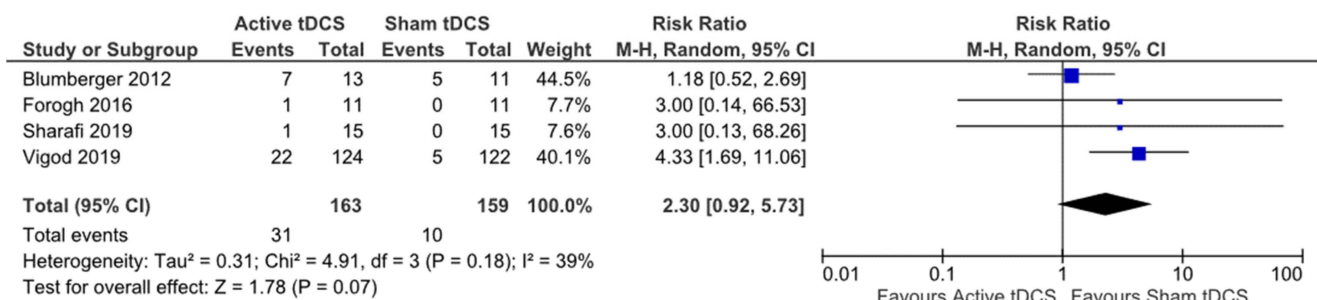 Active tDCS Sham tDCS Risk Ratio Risk Ratio
Study or Subgroup Events Total Events Total Weight M-H, Random, 95% CI M-H, Random, 95% CI
Blumberger 2012 7 13 5 11 44.5% 1.18 [0.52, 2.69]
Forogh 2016 1 11 0 11 7.7% 3.00 [0.14, 66.53]
Sharafi 2019 1 15 0 15 7.6% 3.00 [0.13, 68.26]
Vigod 2019 22 124 5 122 40.1% 4.33 [1.69, 11.06]
Total (95% CI) 163 159 100.0% 2.30 [0.92, 5.73]
Total events 31 10
Heterogeneity: Tau² = 0.31; Chi² = 4.91, df = 3 (P = 0.18); I² = 39%
Test for overall effect: Z = 1.78 (P = 0.07)
0.01 0.1 1 10 100
Favours Active tDCS Favours Sham tDCS